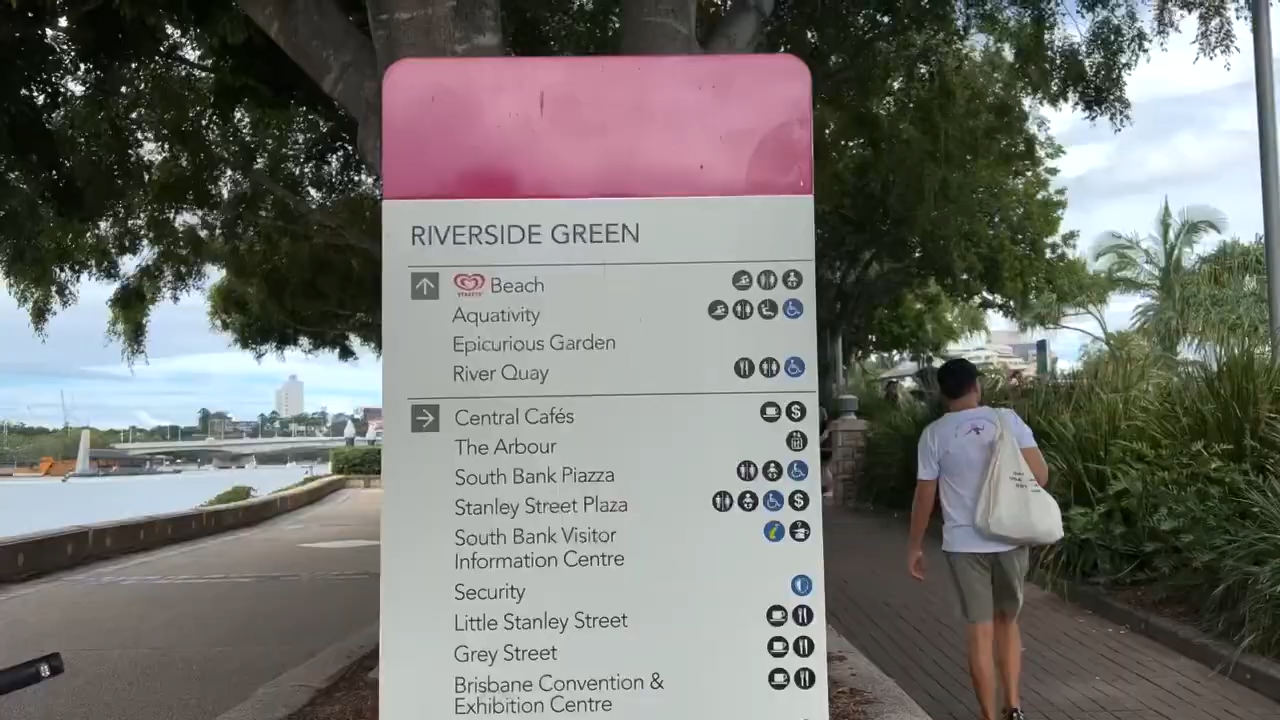 RIVERSIDE GREEN
STREETS Beach
Aquativity
Epicurious Garden
River Quay
Central Cafés
The Arbour
South Bank Piazza
Stanley Street Plaza
South Bank Visitor
Information Centre
Security
Little Stanley Street
Grey Street
Brisbane Convention &
Exhibition Centre